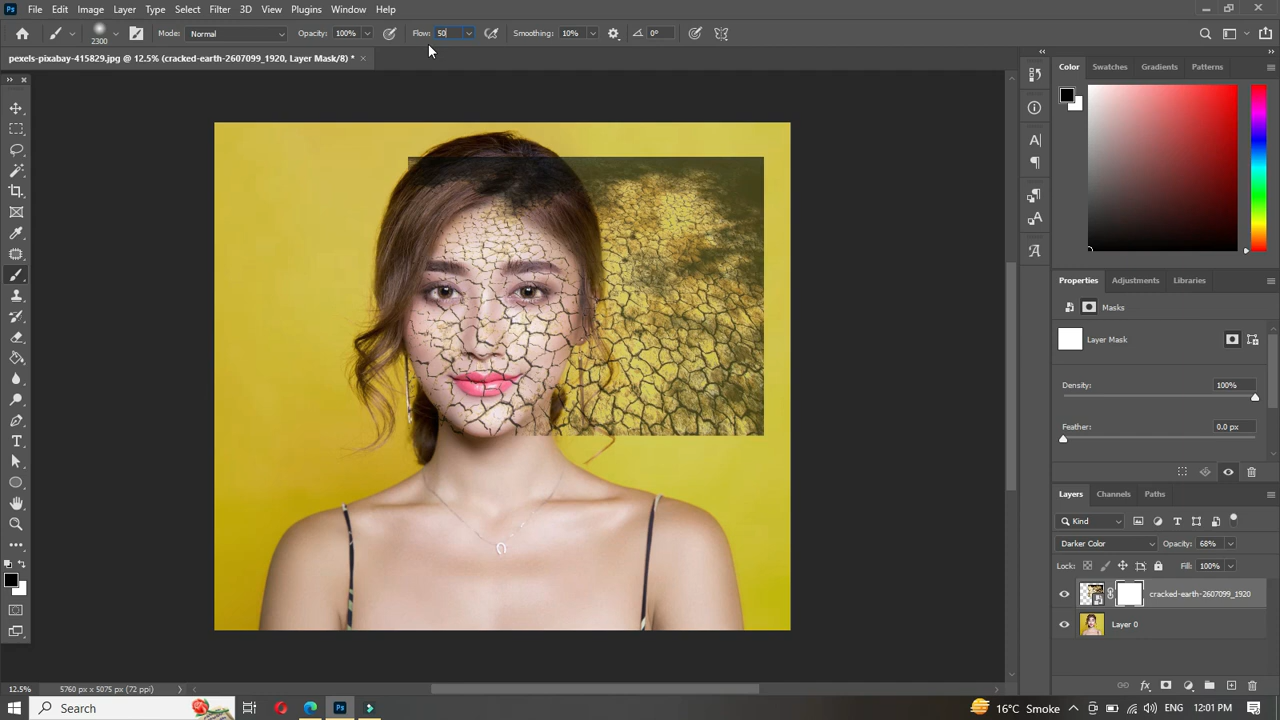 Ps File Edit Image Layer Type Select Filter 3D View Plugins Window Help
2300 Mode: Normal Opacity: 100% Flow: 50 Smoothing: 10% 0°
pexels-pixabay-415829.jpg @ 12.5% (cracked-earth-2607099_1920, Layer Mask/8) * ×
Color Swatches Gradients Patterns
Properties Adjustments Libraries
Masks
Layer Mask
Density: 100%
Feather: 0.0 px
Layers Channels Paths
Kind
Darker Color Opacity: 68%
Lock: Fill: 100%
cracked-earth-2607099_1920
Layer 0
12.5% 5760 px x 5075 px (72 ppi)
Search Ps 16°C Smoke ENG 12:01 PM